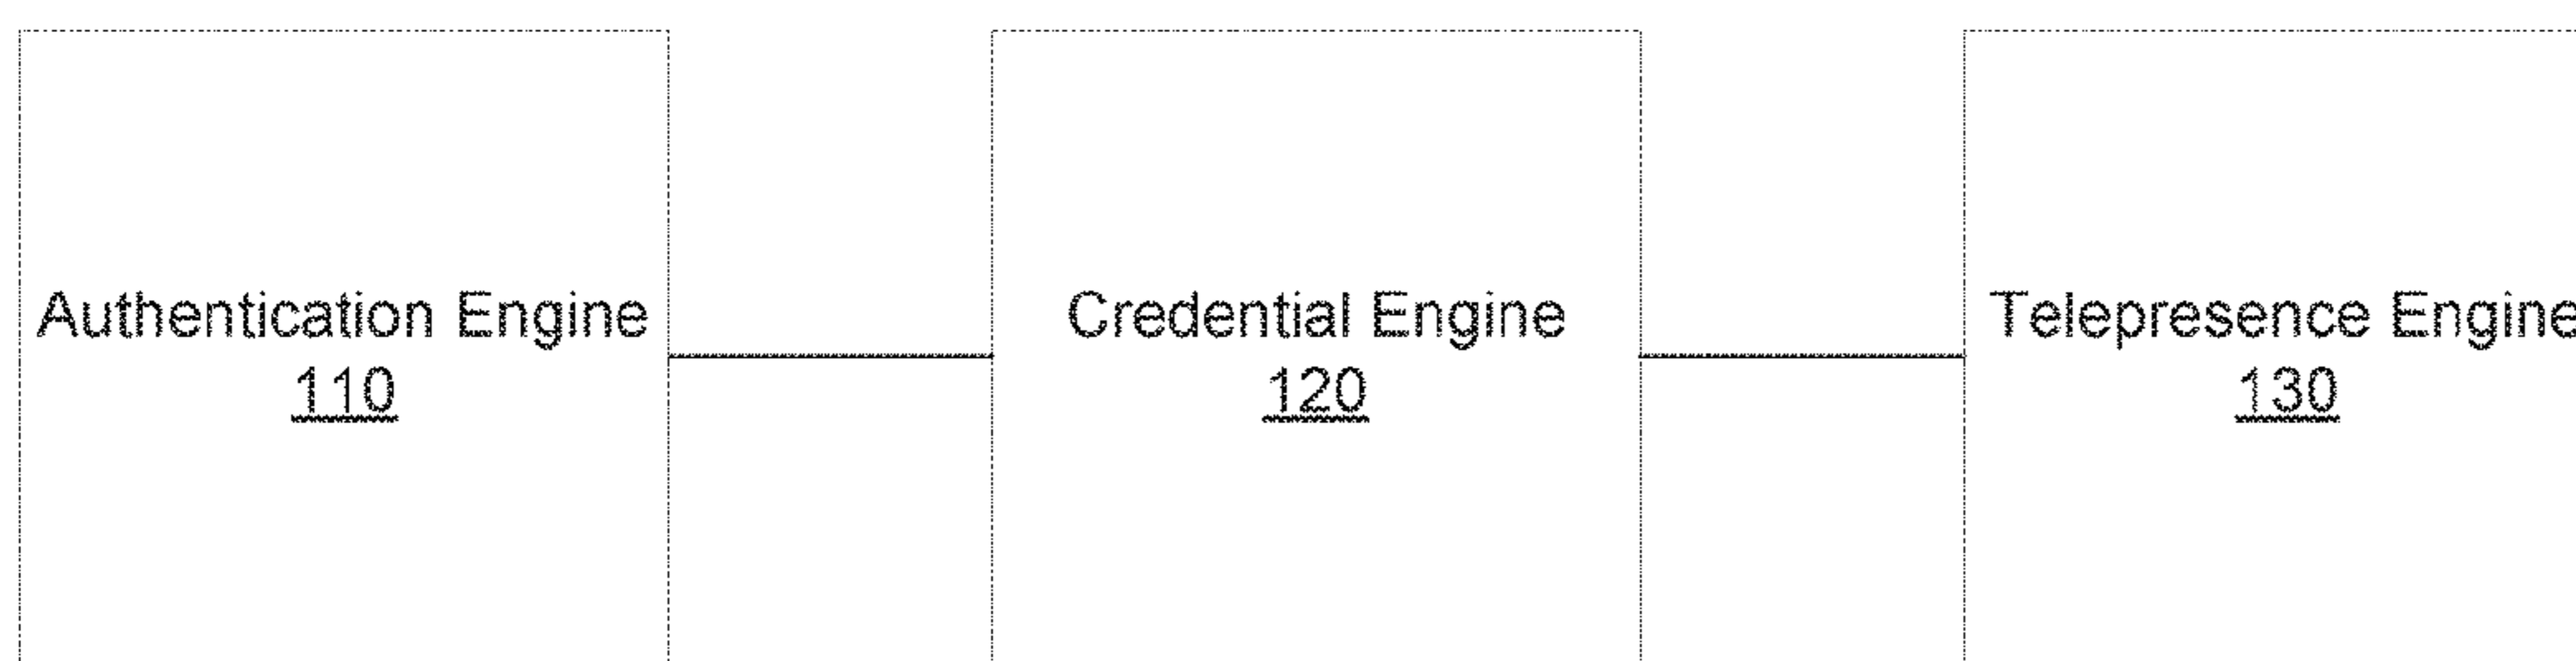 Authentication Engine
110
Credential Engine
120
Telepresence Engine
130